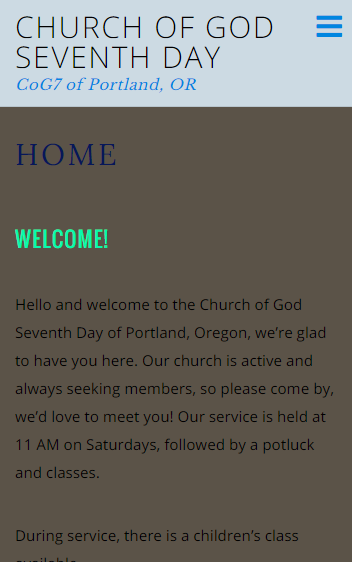 CHURCH OF GOD
SEVENTH DAY
CoG7 of Portland, OR
HOME
WELCOME!
Hello and welcome to the Church of God
Seventh Day of Portland, Oregon, we’re glad
to have you here. Our church is active and
always seeking members, so please come by,
we’d love to meet you! Our service is held at
11 AM on Saturdays, followed by a potluck
and classes.
During service, there is a children’s class
available